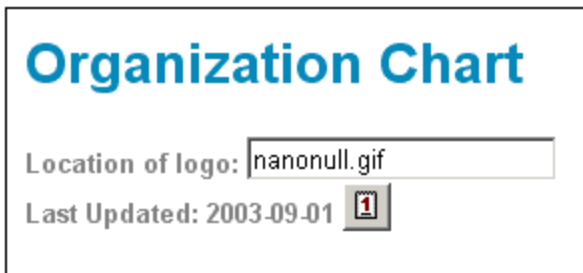 Organization Chart
Location of logo: nanonull.gif
Last Updated: 2003-09-01 1